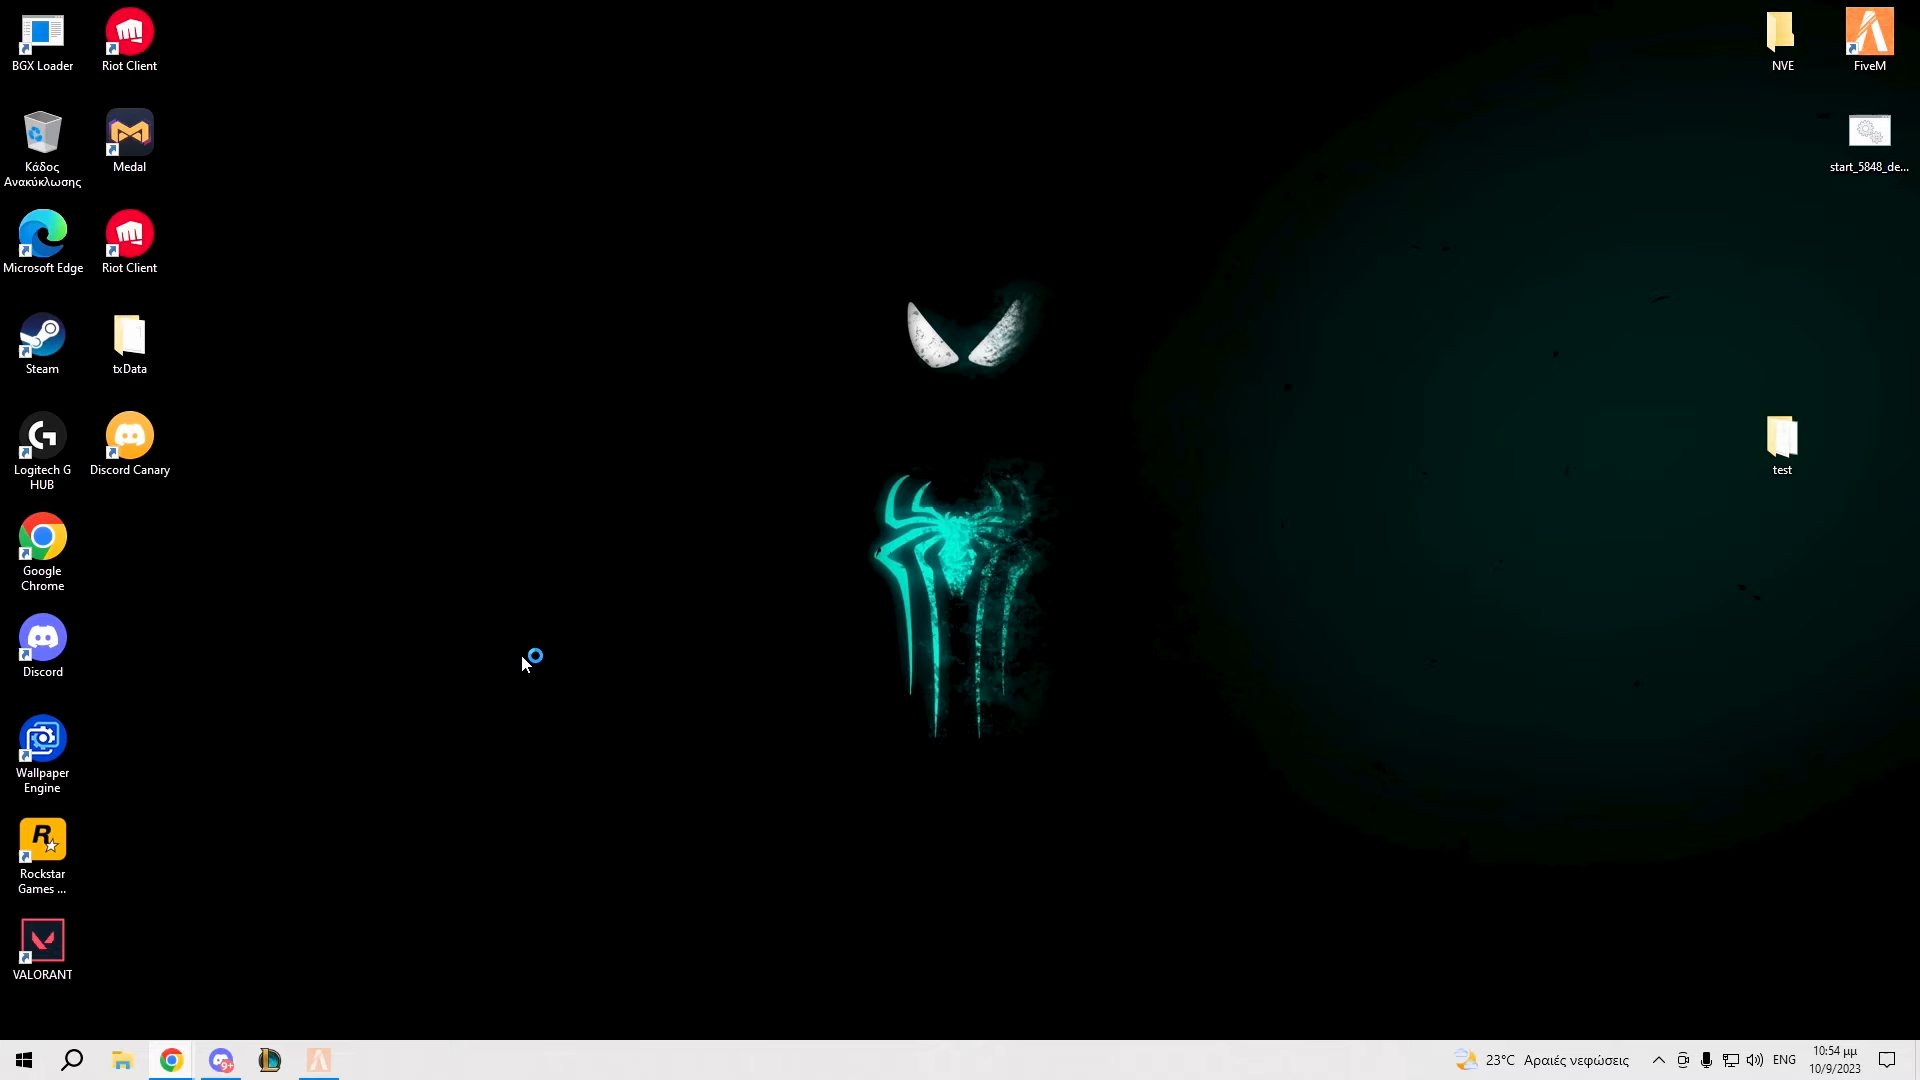 BGX Loader
Riot Client
NVE
FiveM
Κάδος
Ανακύκλωσης
Medal
start_5848_de...
Microsoft Edge
Riot Client
Steam
txData
Logitech G
HUB
Discord Canary
test
Google
Chrome
Discord
Wallpaper
Engine
Rockstar
Games ...
VALORANT
9+
23°C Αραιές νεφώσεις
ENG
10:54 μμ
10/9/2023